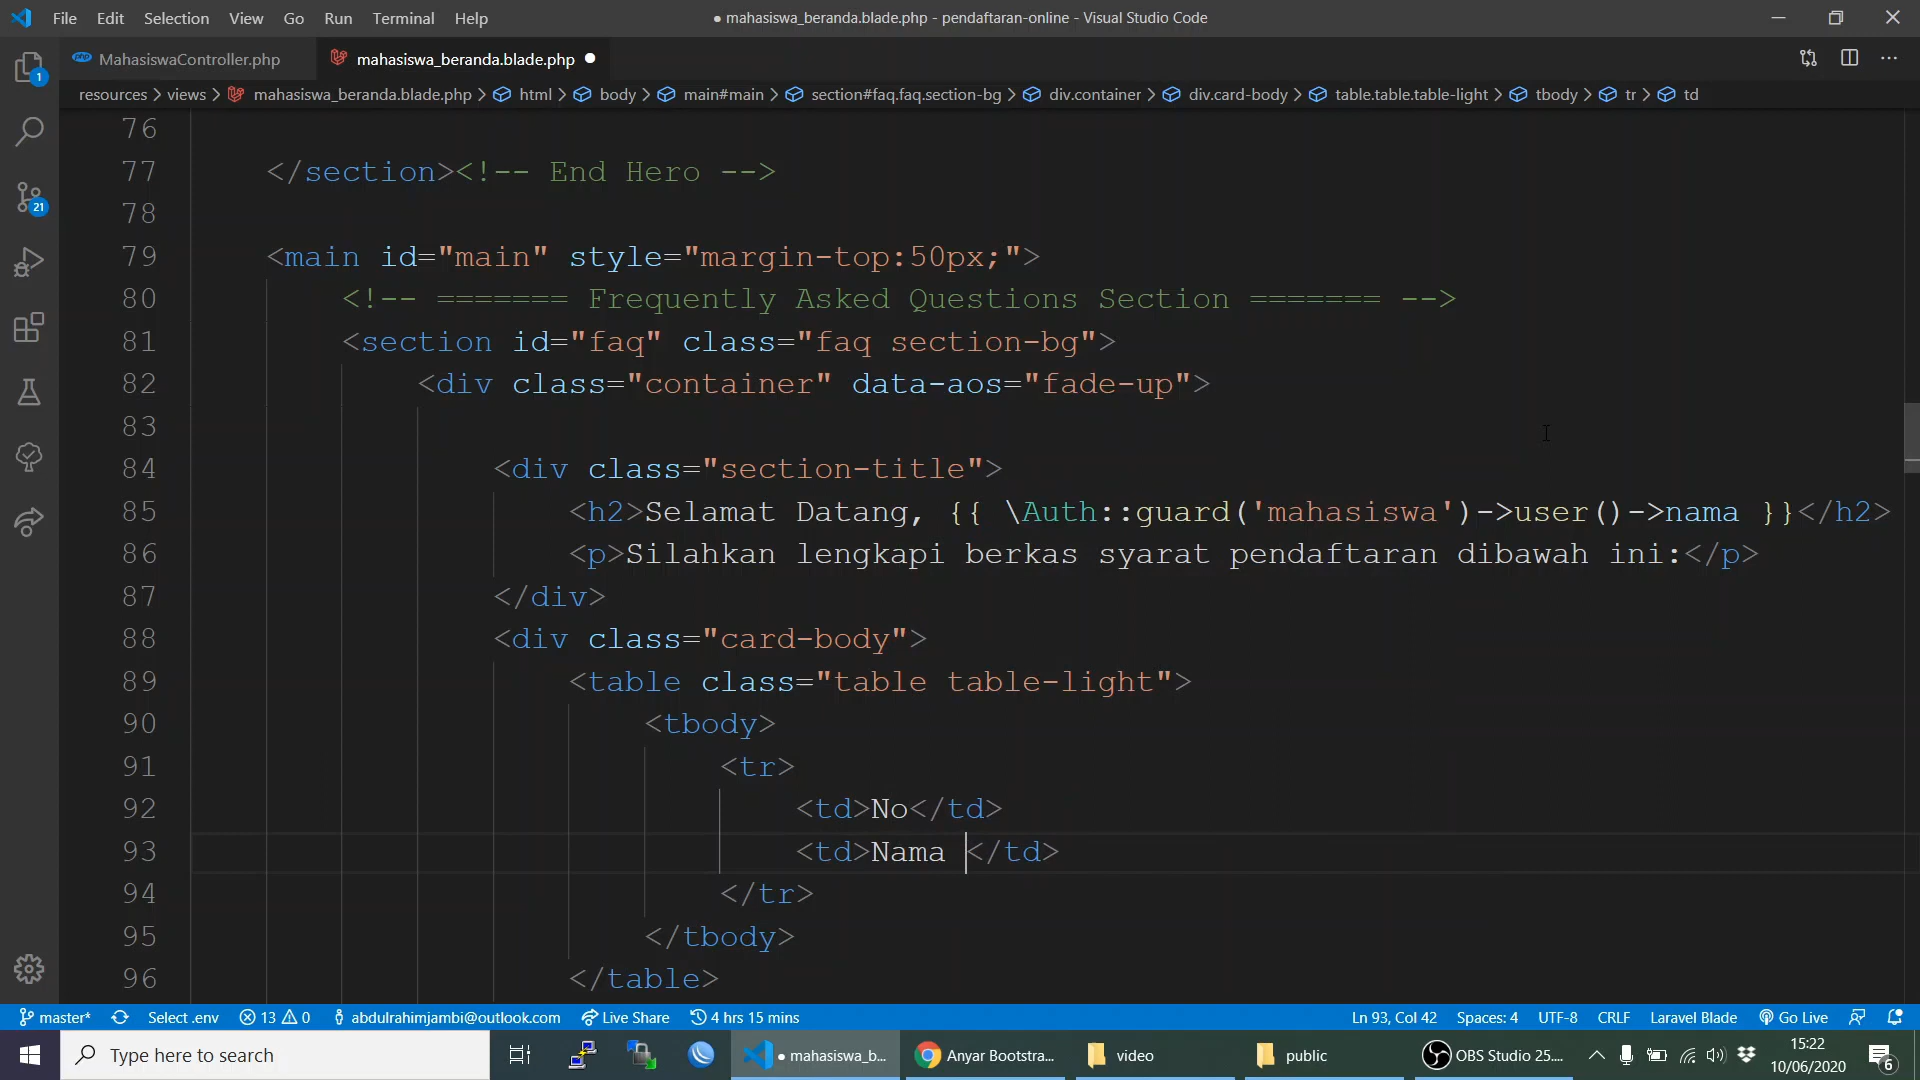 File Edit Selection View Go Run Terminal Help
● mahasiswa_beranda.blade.php - pendaftaran-online - Visual Studio Code
MahasiswaController.php
mahasiswa_beranda.blade.php
resources > views > mahasiswa_beranda.blade.php > html > body > main#main > section#faq.faq.section-bg > div.container > div.card-body > table.table.table-light > tbody > tr > td
1
21
76
77 </section><!-- End Hero -->
78
79 <main id="main" style="margin-top:50px;">
80 <!-- ======= Frequently Asked Questions Section ======= -->
81 <section id="faq" class="faq section-bg">
82 <div class="container" data-aos="fade-up">
83
84 <div class="section-title">
85 <h2>Selamat Datang, {{ \Auth::guard('mahasiswa')->user()->nama }}</h2>
86 <p>Silahkan lengkapi berkas syarat pendaftaran dibawah ini:</p>
87 </div>
88 <div class="card-body">
89 <table class="table table-light">
90 <tbody>
91 <tr>
92 <td>No</td>
93 <td>Nama </td>
94 </tr>
95 </tbody>
96 </table>
master* Select .env 13 0 abdulrahimjambi@outlook.com Live Share 4 hrs 15 mins
Ln 93, Col 42 Spaces: 4 UTF-8 CRLF Laravel Blade Go Live
Type here to search
● mahasiswa_b...
Anyar Bootstra...
video
public
OBS Studio 25....
15:22
10/06/2020
6